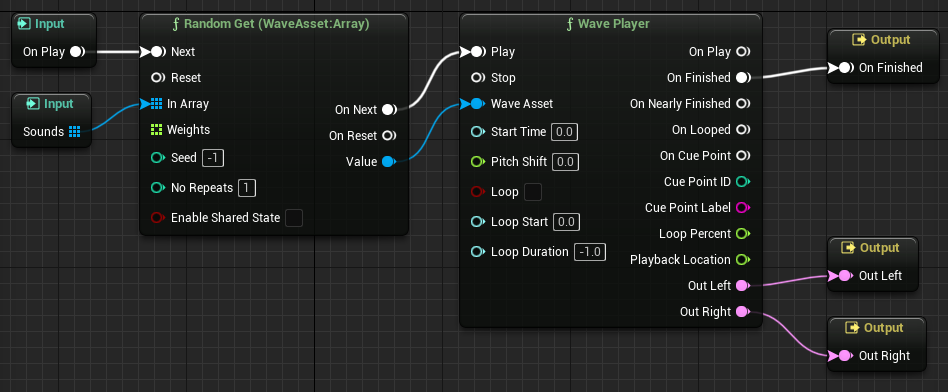 Input
On Play
Input
Sounds
Random Get (WaveAsset:Array)
Next
Reset
In Array
Weights
Seed -1
No Repeats 1
Enable Shared State
On Next
On Reset
Value
Wave Player
Play
Stop
Wave Asset
Start Time 0.0
Pitch Shift 0.0
Loop
Loop Start 0.0
Loop Duration -1.0
On Play
On Finished
On Nearly Finished
On Looped
On Cue Point
Cue Point ID
Cue Point Label
Loop Percent
Playback Location
Out Left
Out Right
Output
On Finished
Output
Out Left
Output
Out Right